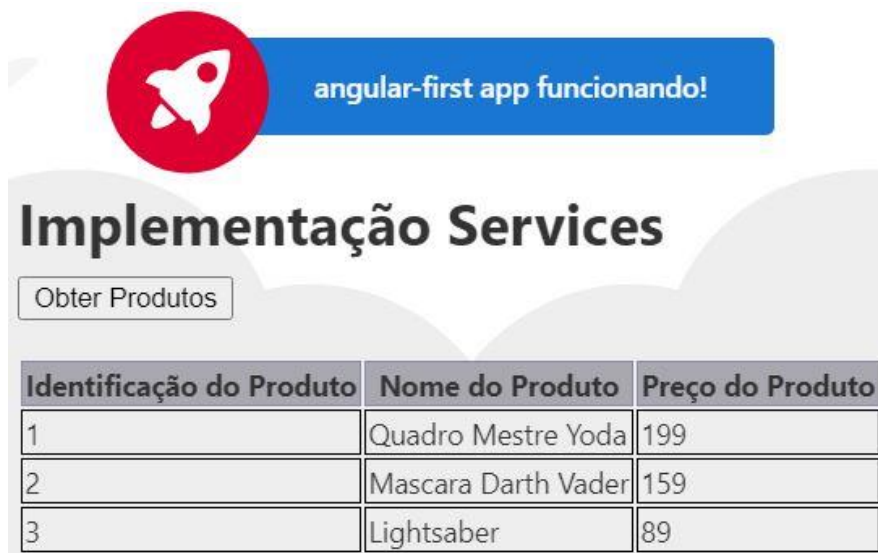 angular-first app funcionando!
Implementação Services
Obter Produtos
Identificação do Produto Nome do Produto Preço do Produto
1 Quadro Mestre Yoda 199
2 Mascara Darth Vader 159
3 Lightsaber 89